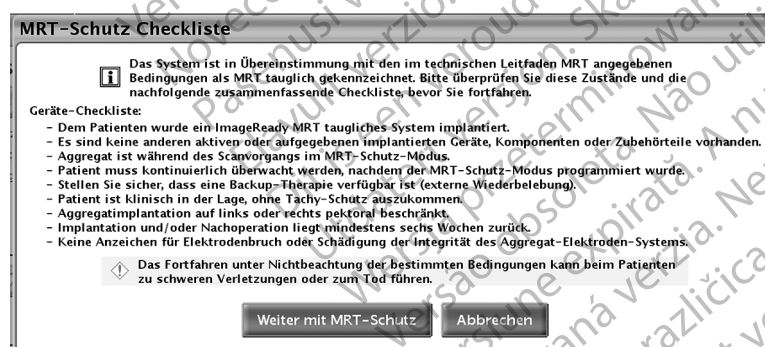 MRT-Schutz Checkliste
Das System ist in Übereinstimmung mit den im technischen Leitfaden MRT angegebenen
Bedingungen als MRT tauglich gekennzeichnet. Bitte überprüfen Sie diese Zustände und die
nachfolgende zusammenfassende Checkliste, bevor Sie fortfahren.
Geräte-Checkliste:
- Dem Patienten wurde ein ImageReady MRT taugliches System implantiert.
- Es sind keine anderen aktiven oder aufgegebenen implantierten Geräte, Komponenten oder Zubehörteile vorhanden.
- Aggregat ist während des Scanvorgangs im MRT-Schutz-Modus.
- Patient muss kontinuierlich überwacht werden, nachdem der MRT-Schutz-Modus programmiert wurde.
- Stellen Sie sicher, dass eine Backup-Therapie verfügbar ist (externe Wiederbelebung).
- Patient ist klinisch in der Lage, ohne Tachy-Schutz auszukommen.
- Aggregatimplantation auf links oder rechts pektoral beschränkt.
- Implantation und/oder Nachoperation liegt mindestens sechs Wochen zurück.
- Keine Anzeichen für Elektrodenbruch oder Schädigung der Integrität des Aggregat-Elektroden-Systems.
Das Fortfahren unter Nichtbeachtung der bestimmten Bedingungen kann beim Patienten
zu schweren Verletzungen oder zum Tod führen.
Weiter mit MRT-Schutz
Abbrechen